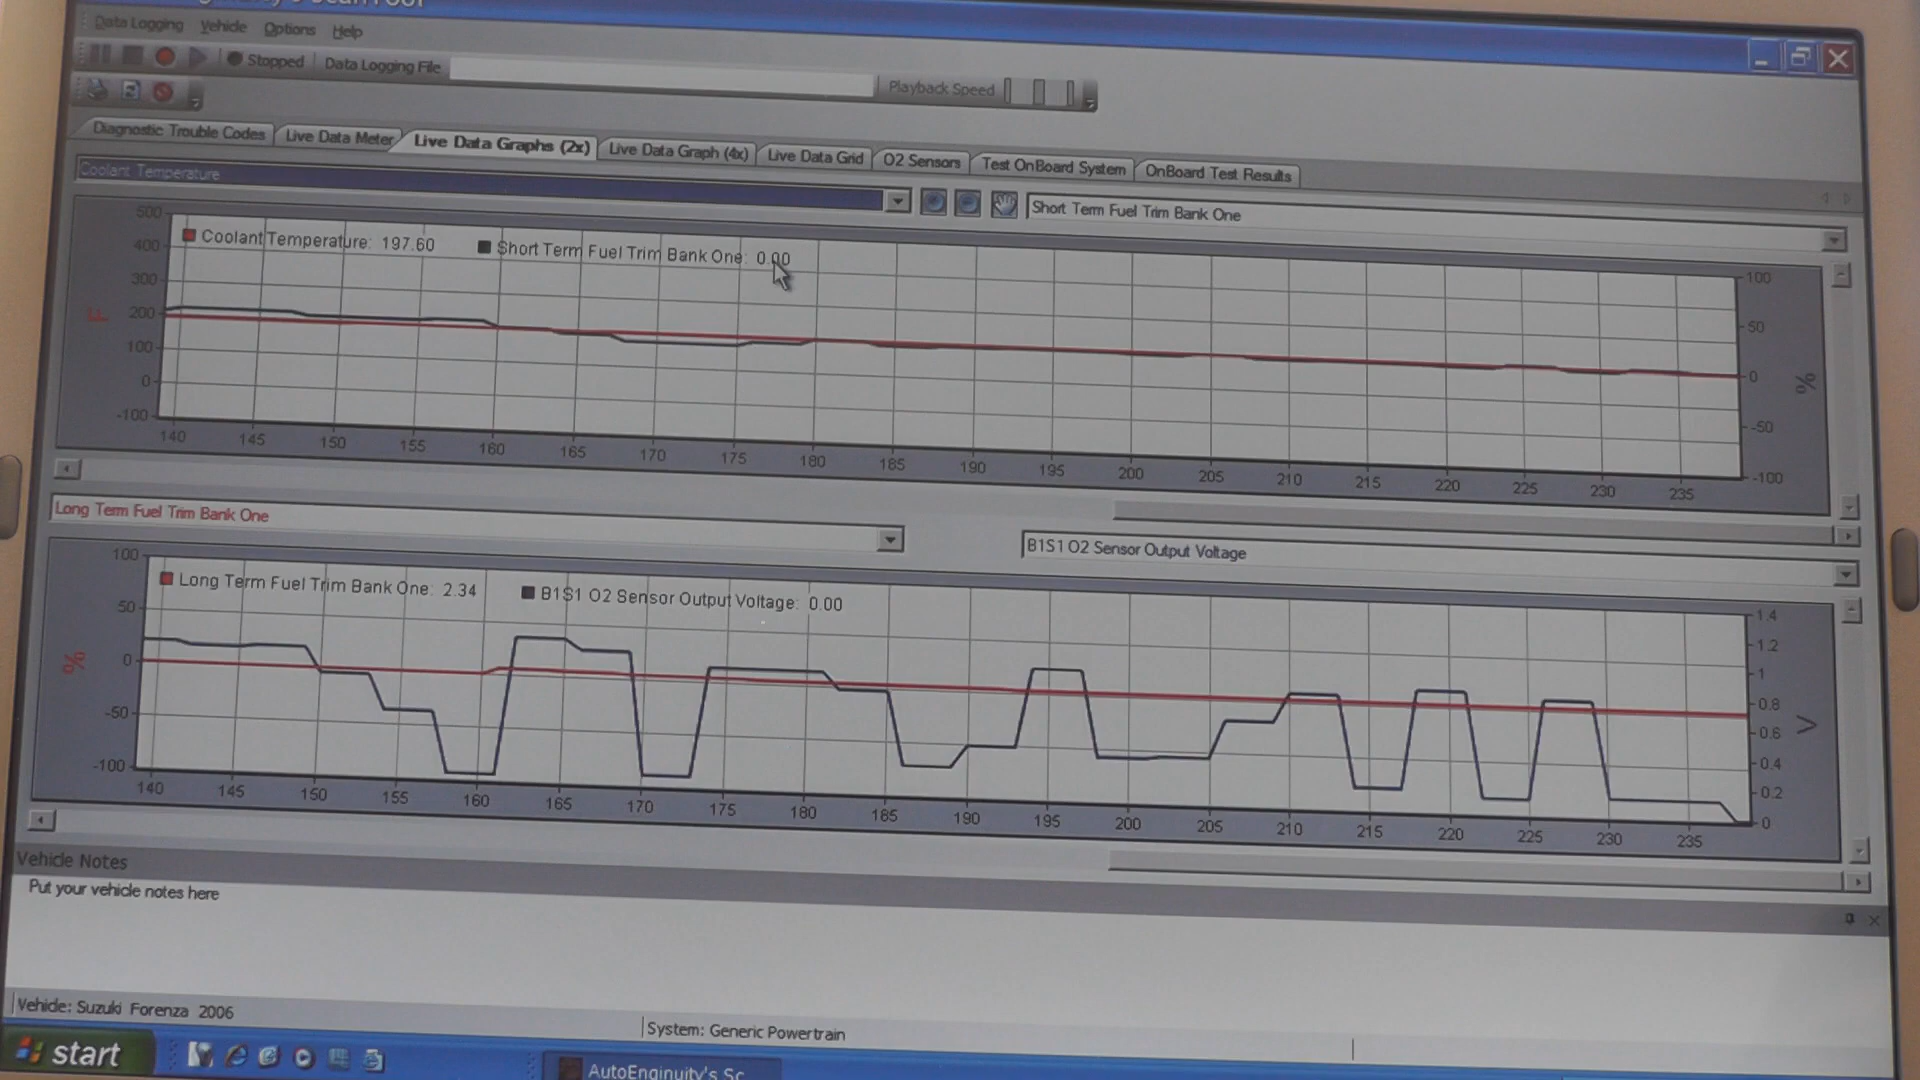 Data Logging Vehicle Options Help
Stopped Data Logging File Playback Speed
Diagnostic Trouble Codes Live Data Meter Live Data Graphs (2x) Live Data Graph (4x) Live Data Grid O2 Sensors Test OnBoard System OnBoard Test Results
Coolant Temperature Short Term Fuel Trim Bank One
Coolant Temperature: 197.60 Short Term Fuel Trim Bank One: 0.00
500
400
300
200
100
0
-100
F
100
50
0
-50
-100
%
140 145 150 155 160 165 170 175 180 185 190 195 200 205 210 215 220 225 230 235
Long Term Fuel Trim Bank One B1S1 O2 Sensor Output Voltage
Long Term Fuel Trim Bank One: 2.34 B1S1 O2 Sensor Output Voltage: 0.00
100
50
0
-50
-100
%
1.4
1.2
1
0.8
0.6
0.4
0.2
0
V
140 145 150 155 160 165 170 175 180 185 190 195 200 205 210 215 220 225 230 235
Vehicle Notes
Put your vehicle notes here
Vehicle: Suzuki Forenza 2006 System: Generic Powertrain
start AutoEnginuity's Sc